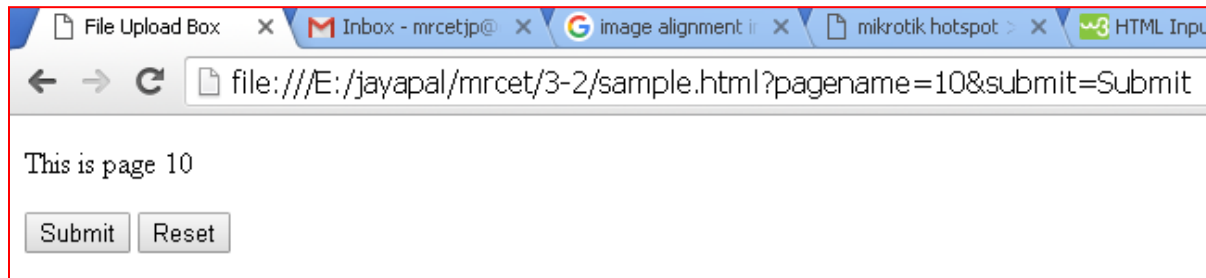 File Upload Box Inbox - mrcetjp@ image alignment in mikrotik hotspot > HTML Inpu
file:///E:/jayapal/mrcet/3-2/sample.html?pagename=10&submit=Submit
This is page 10
Submit Reset